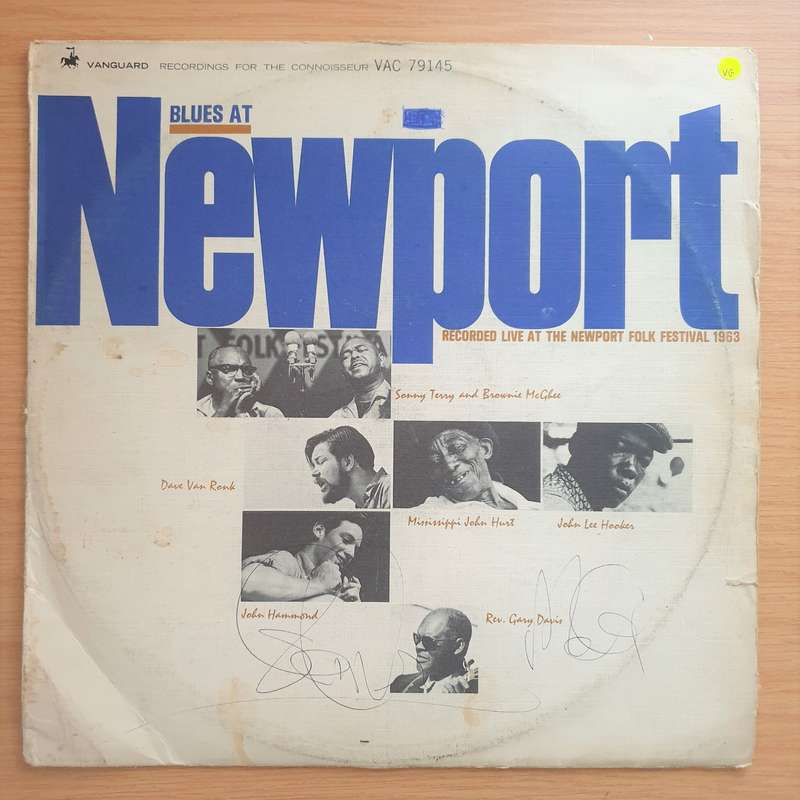 VANGUARD RECORDINGS FOR THE CONNOISSEUR VAC 79145
VG
BLUES AT
Newport
RECORDED LIVE AT THE NEWPORT FOLK FESTIVAL 1963
T FOLK FESTIVA
Sonny Terry and Brownie McGhee
Dave Van Ronk
Mississippi John Hurt
John Lee Hooker
John Hammond
Rev. Gary Davis